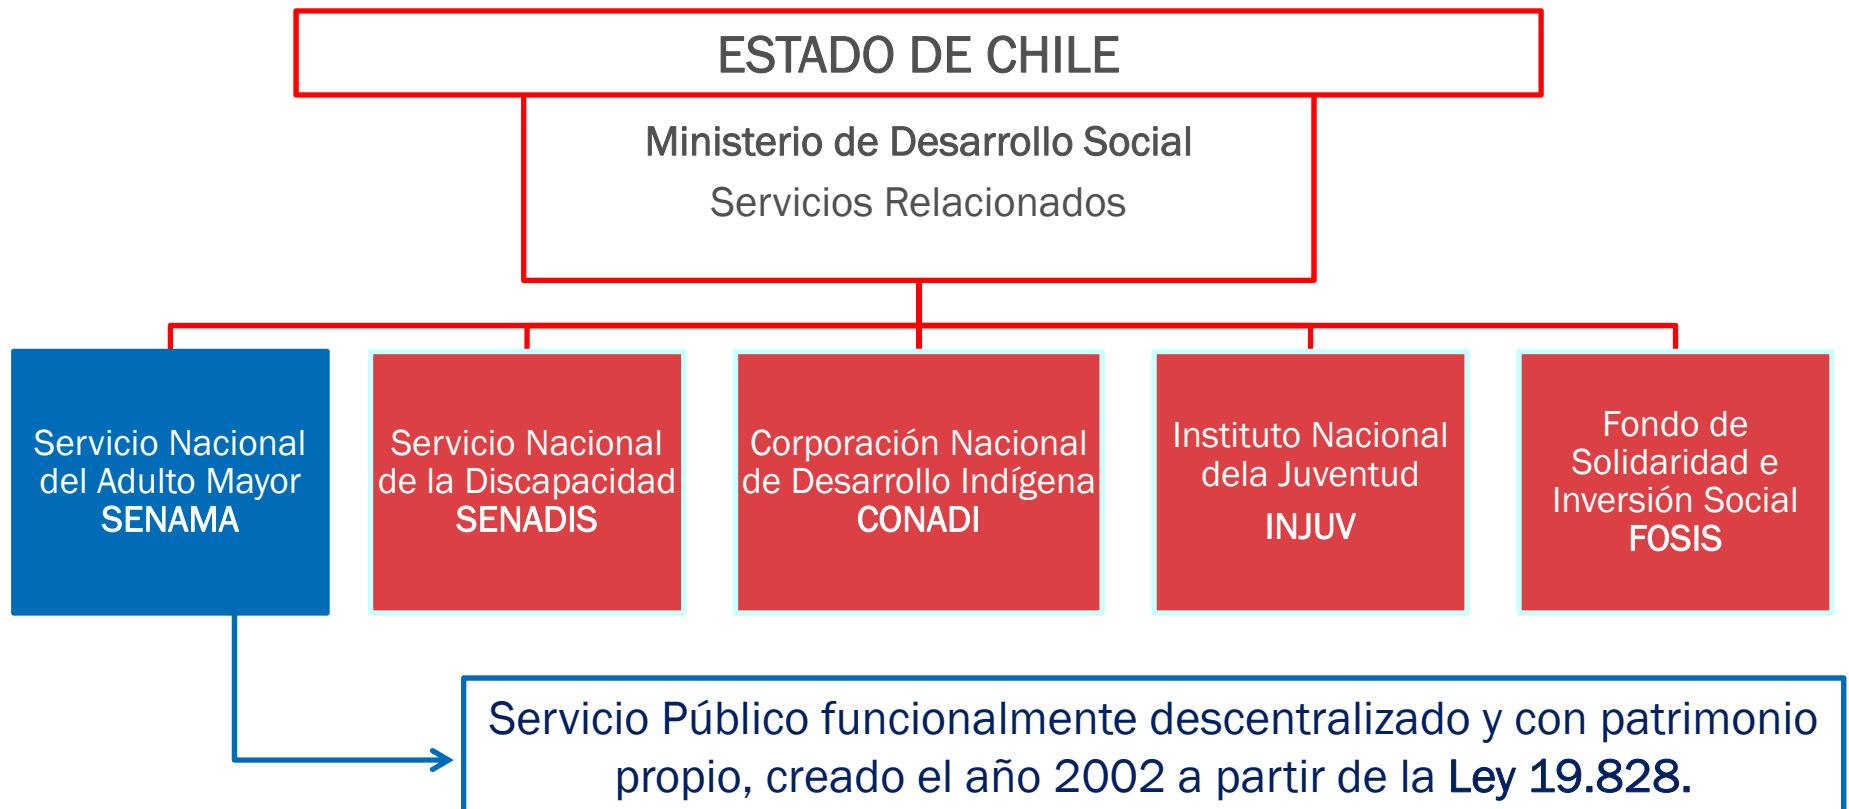 ESTADO DE CHILE
Ministerio de Desarrollo Social
Servicios Relacionados
Servicio Nacional
del Adulto Mayor
SENAMA
Servicio Nacional
de la Discapacidad
SENADIS
Corporación Nacional
de Desarrollo Indígena
CONADI
Instituto Nacional
dela Juventud
INJUV
Fondo de
Solidaridad e
Inversión Social
FOSIS
Servicio Público funcionalmente descentralizado y con patrimonio
propio, creado el año 2002 a partir de la Ley 19.828.